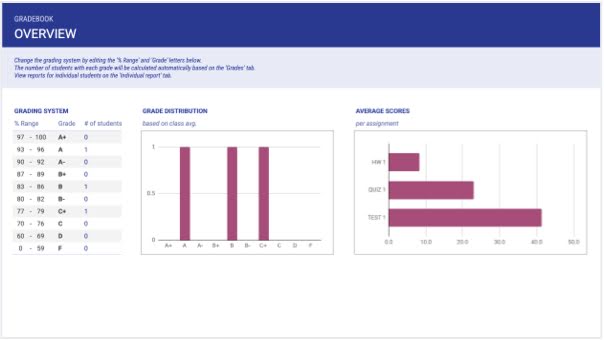 GRADEBOOK
OVERVIEW
Change the grading system by editing the '% Range' and 'Grade' letters below.
The number of students with each grade will be calculated automatically based on the 'Grades' tab.
View reports for individual students on the 'Individual report' tab.
GRADING SYSTEM
% Range Grade # of students
97 - 100 A+ 0
93 - 96 A 1
90 - 92 A- 0
87 - 89 B+ 0
83 - 86 B 1
80 - 82 B- 0
77 - 79 C+ 1
70 - 76 C 0
60 - 69 D 0
0 - 59 F 0
GRADE DISTRIBUTION
based on class avg.
1
0.5
0
A+ A A- B+ B B- C+ C D F
AVERAGE SCORES
per assignment
HW 1
QUIZ 1
TEST 1
0.0 10.0 20.0 30.0 40.0 50.0